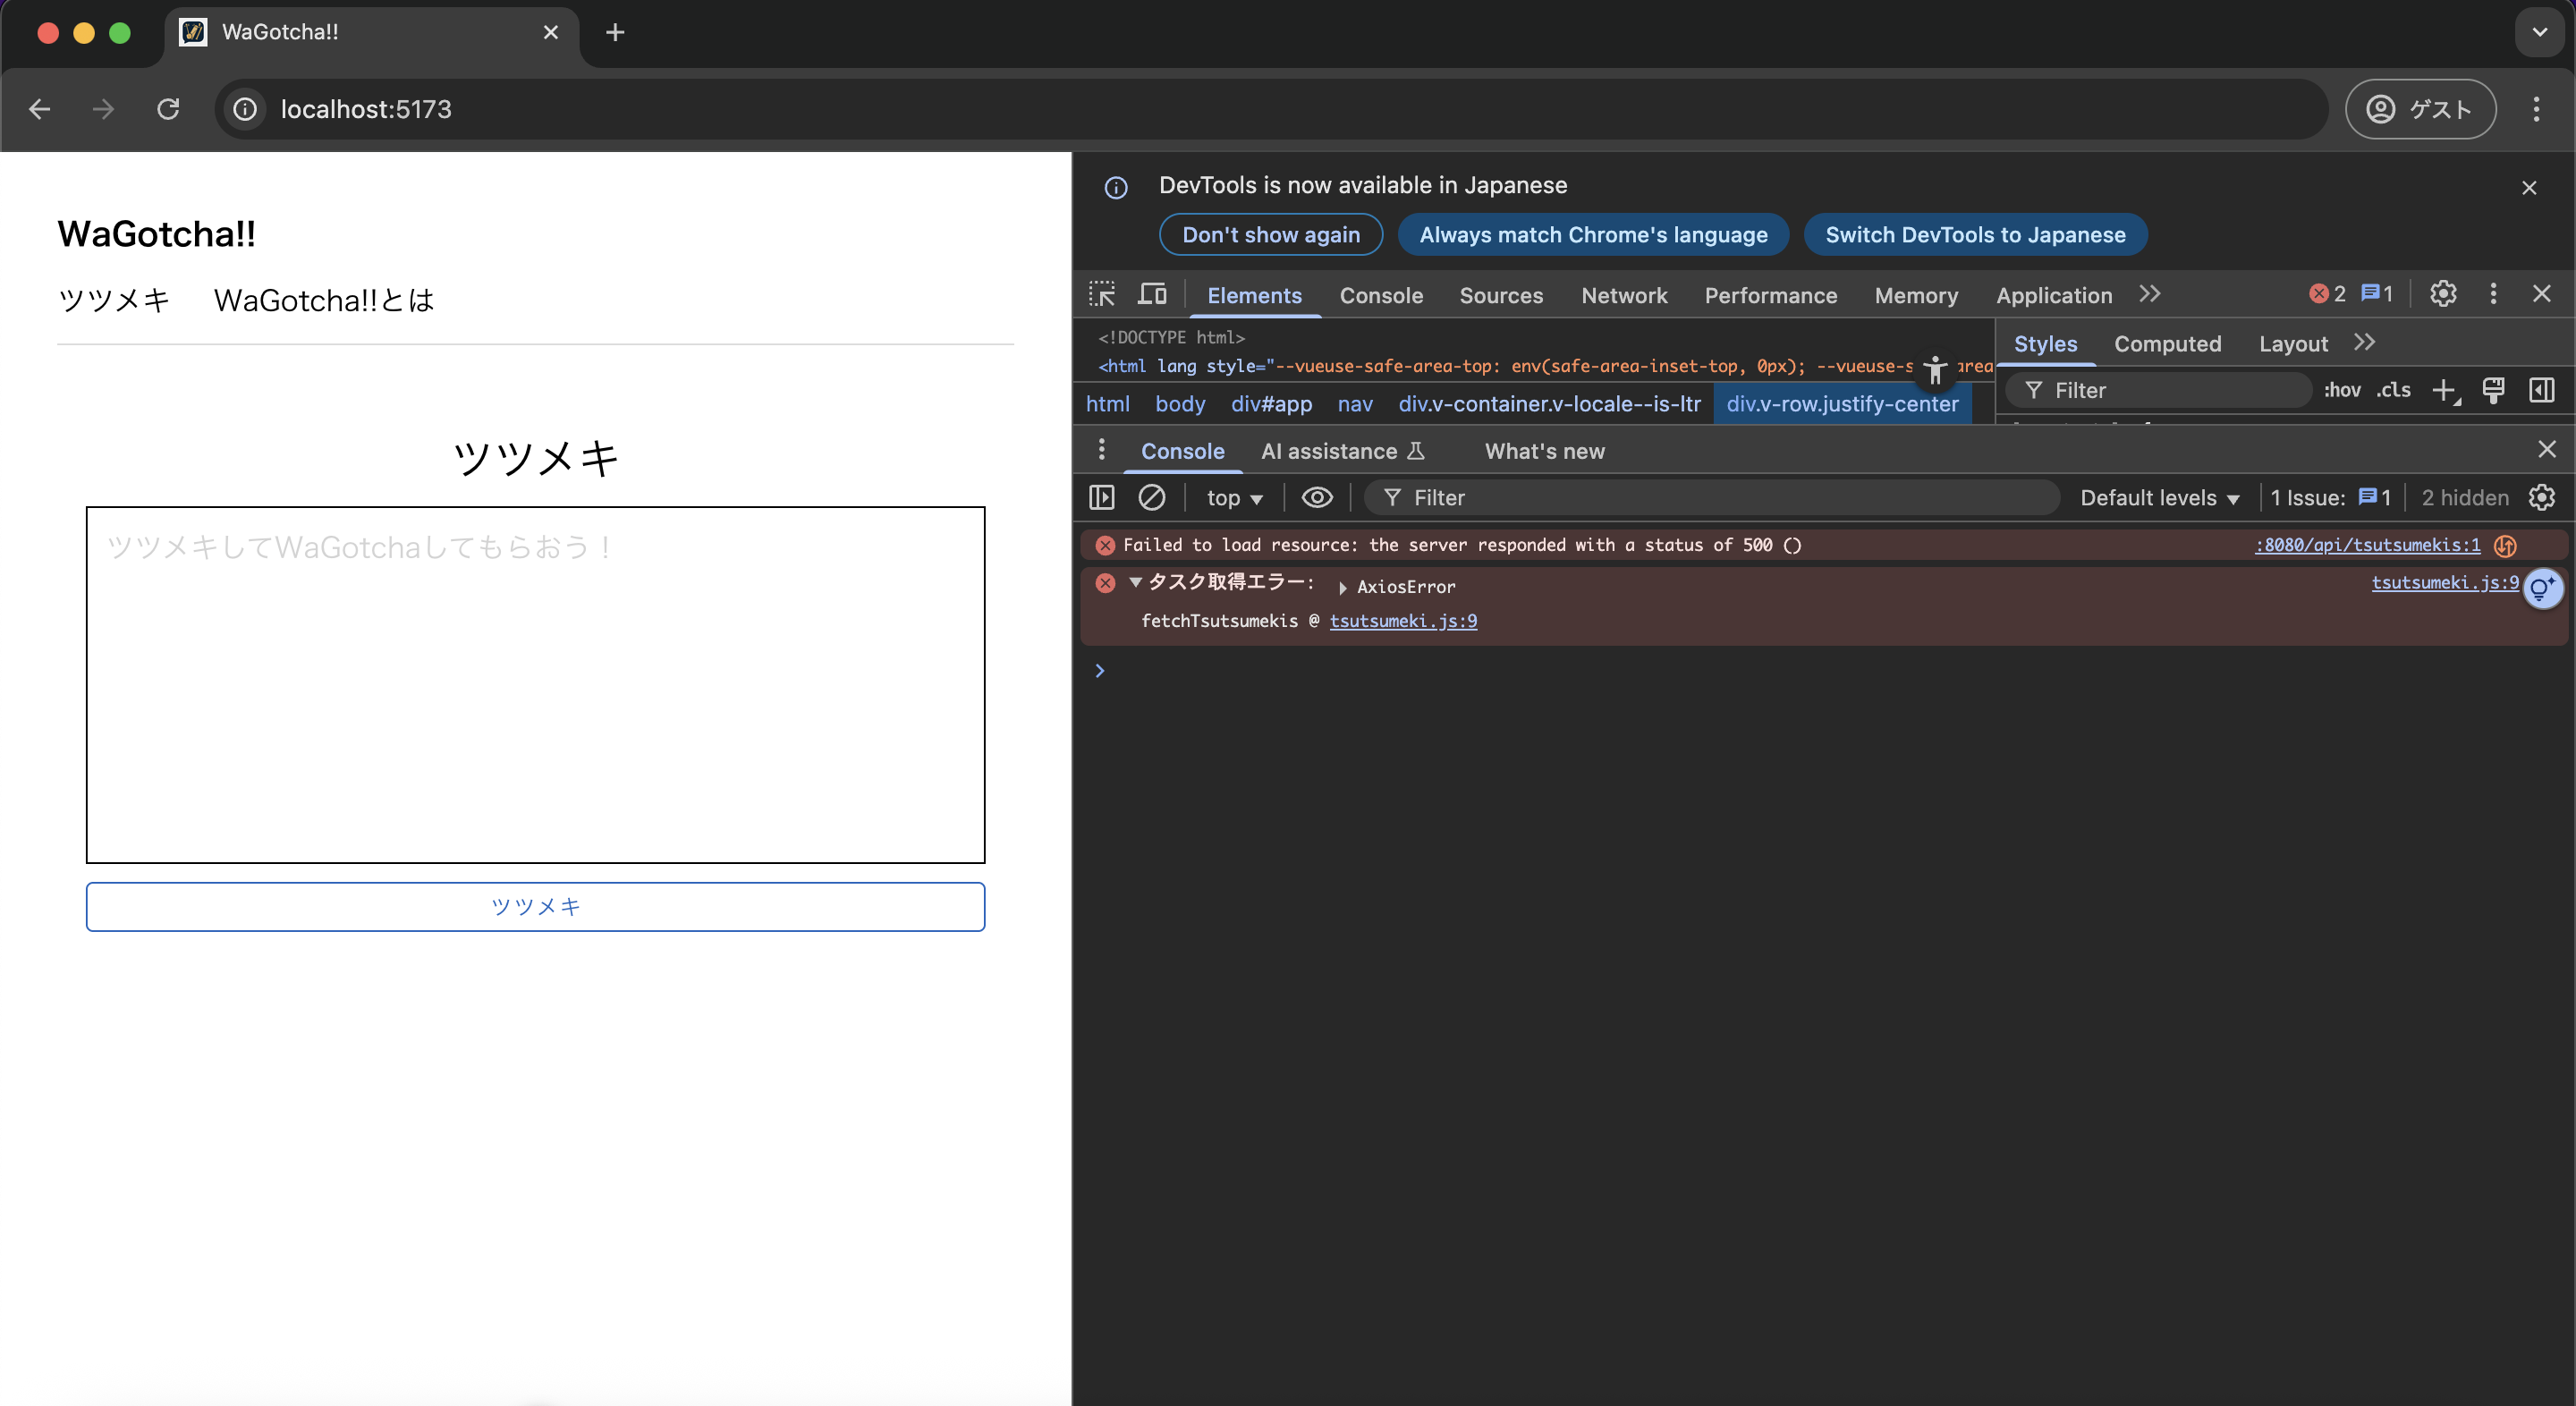 WaGotcha!!
localhost:5173
ゲスト
WaGotcha!!
ツツメキ WaGotcha!!とは
ツツメキ
ツツメキしてWaGotchaしてもらおう！
ツツメキ
DevTools is now available in Japanese
Don't show again Always match Chrome's language Switch DevTools to Japanese
Elements Console Sources Network Performance Memory Application 2 1
<!DOCTYPE html>
<html lang style="--vueuse-safe-area-top: env(safe-area-inset-top, 0px); --vueuse-s area
html body div#app nav div.v-container.v-locale--is-ltr div.v-row.justify-center
Styles Computed Layout
Filter :hov .cls
Console AI assistance What's new
top Filter Default levels 1 Issue: 1 2 hidden
Failed to load resource: the server responded with a status of 500 () :8080/api/tsutsumekis:1
タスク取得エラー: AxiosError tsutsumeki.js:9
fetchTsutsumekis @ tsutsumeki.js:9